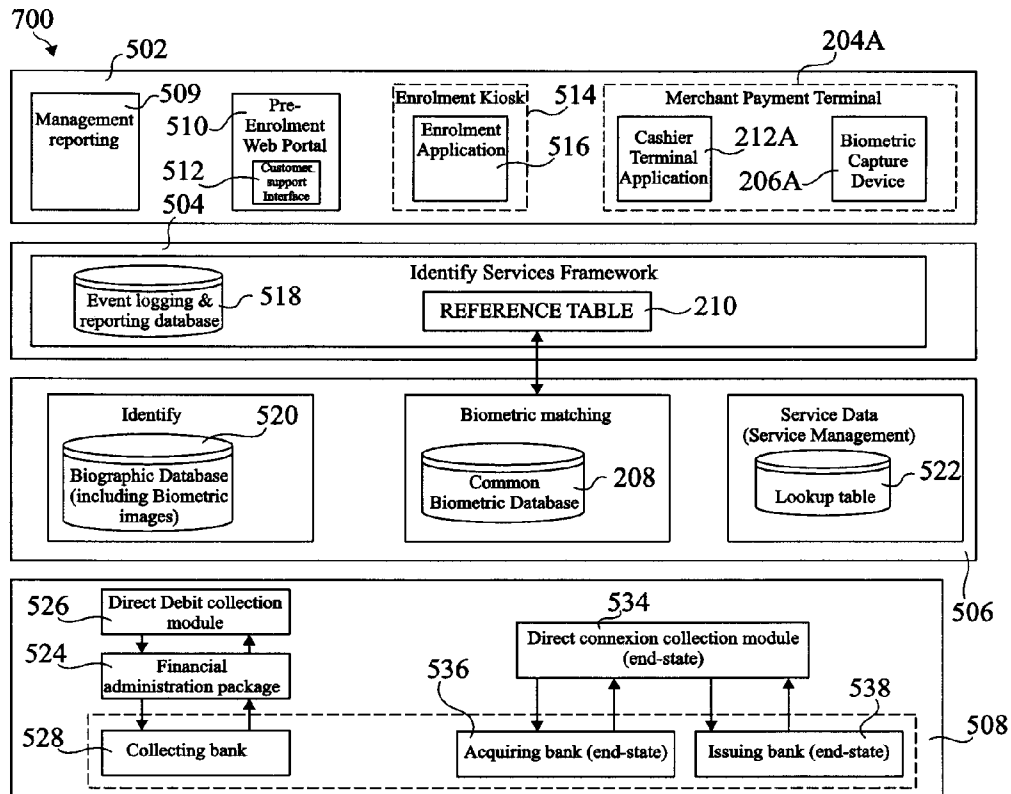 700
502
204A
509
Management
reporting
510
Pre-
Enrolment
Web Portal
512
Customer
support
Interface
Enrolment Kiosk
514
Enrolment
Application
516
Merchant Payment Terminal
Cashier
Terminal
Application
212A
206A
Biometric
Capture
Device
504
Identify Services Framework
Event logging &
reporting database
518
REFERENCE TABLE
210
Identify
520
Biographic Database
(including Biometric
images)
Biometric matching
Common
Biometric Database
208
Service Data
(Service Management)
Lookup table
522
506
526
Direct Debit collection
module
524
Financial
administration package
528
Collecting bank
534
Direct connexion collection module
(end-state)
536
Acquiring bank (end-state)
538
Issuing bank (end-state)
508